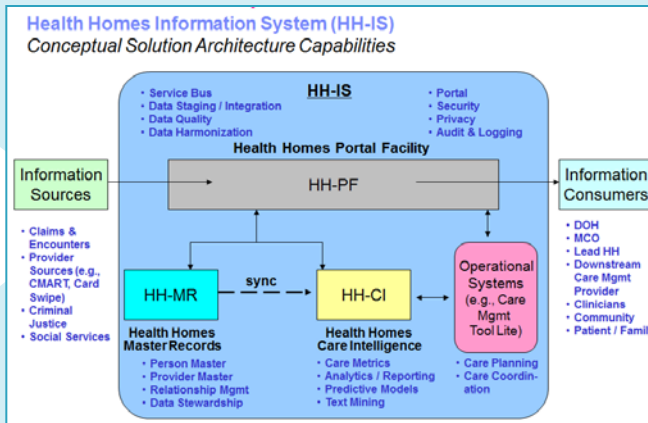 Health Homes Information System (HH-IS)
Conceptual Solution Architecture Capabilities
HH-IS
• Service Bus
• Data Staging / Integration
• Data Quality
• Data Harmonization
• Portal
• Security
• Privacy
• Audit & Logging
Health Homes Portal Facility
Information
Sources
HH-PF
Information
Consumers
• Claims &
Encounters
• Provider
Sources (e.g.,
CMART, Card
Swipe)
• Criminal
Justice
• Social Services
• DOH
• MCO
• Lead HH
• Downstream
Care Mgmt
Provider
• Clinicians
• Community
• Patient / Famil
HH-MR
sync
HH-CI
Operational
Systems
(e.g., Care
Mgmt
Tool Lite)
Health Homes
Master Records
• Person Master
• Provider Master
• Relationship Mgmt
• Data Stewardship
Health Homes
Care Intelligence
• Care Metrics
• Analytics / Reporting
• Predictive Models
• Text Mining
• Care Planning
• Care Coordin-
ation